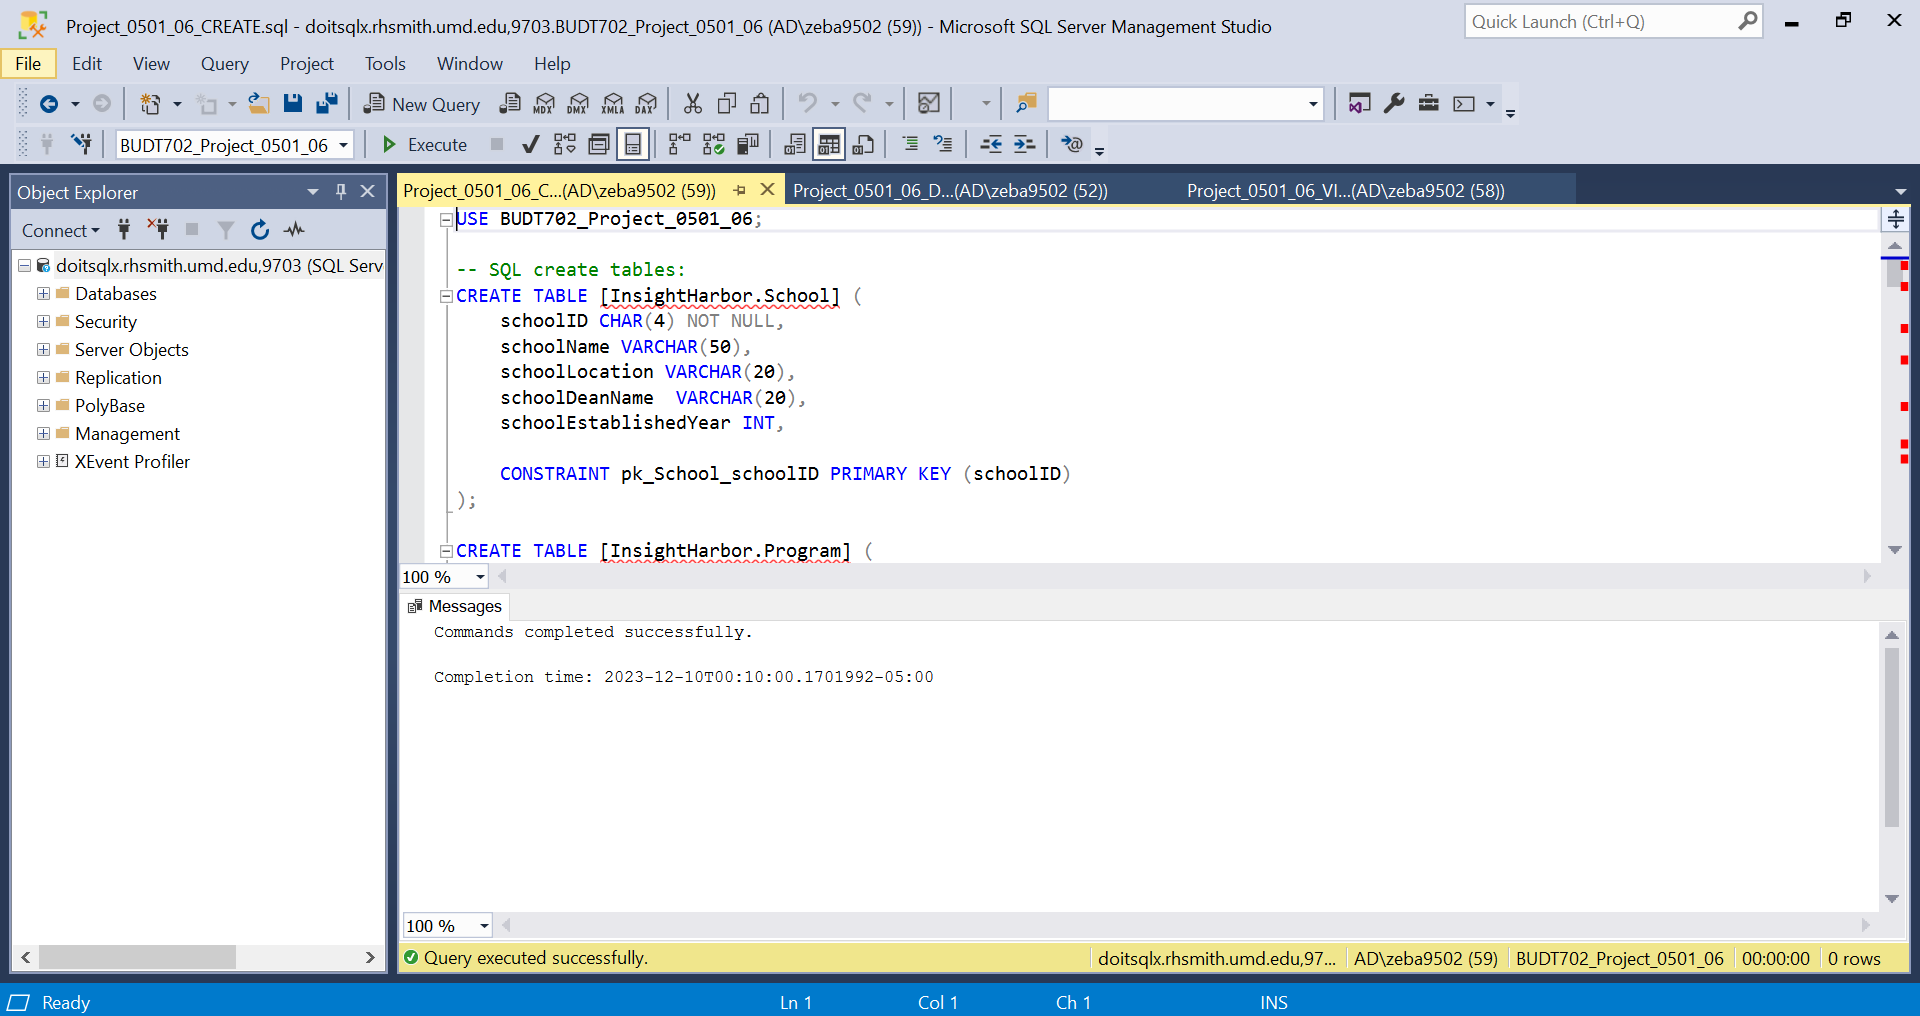 Project_0501_06_CREATE.sql - doitsqlx.rhsmith.umd.edu,9703.BUDT702_Project_0501_06 (AD\zeba9502 (59)) - Microsoft SQL Server Management Studio
Quick Launch (Ctrl+Q)
File Edit View Query Project Tools Window Help
New Query MDX DMX XMLA DAX
BUDT702_Project_0501_06 Execute
Object Explorer
Connect
doitsqlx.rhsmith.umd.edu,9703 (SQL Serv
Databases
Security
Server Objects
Replication
PolyBase
Management
XEvent Profiler
Project_0501_06_C...(AD\zeba9502 (59)) Project_0501_06_D...(AD\zeba9502 (52)) Project_0501_06_VI...(AD\zeba9502 (58))
USE BUDT702_Project_0501_06;
-- SQL create tables:
CREATE TABLE [InsightHarbor.School] (
schoolID CHAR(4) NOT NULL,
schoolName VARCHAR(50),
schoolLocation VARCHAR(20),
schoolDeanName  VARCHAR(20),
schoolEstablishedYear INT,
CONSTRAINT pk_School_schoolID PRIMARY KEY (schoolID)
);
CREATE TABLE [InsightHarbor.Program] (
100 %
Messages
Commands completed successfully.
Completion time: 2023-12-10T00:10:00.1701992-05:00
100 %
Query executed successfully. doitsqlx.rhsmith.umd.edu,97... AD\zeba9502 (59) BUDT702_Project_0501_06 00:00:00 0 rows
Ready Ln 1 Col 1 Ch 1 INS